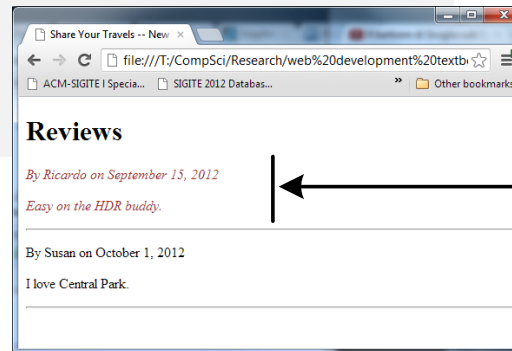 Share Your Travels -- New
file:///T:/CompSci/Research/web%20development%20textb
ACM-SIGITE I Specia...
SIGITE 2012 Databas...
»
Other bookmarks
Reviews
By Ricardo on September 15, 2012
Easy on the HDR buddy.
By Susan on October 1, 2012
I love Central Park.